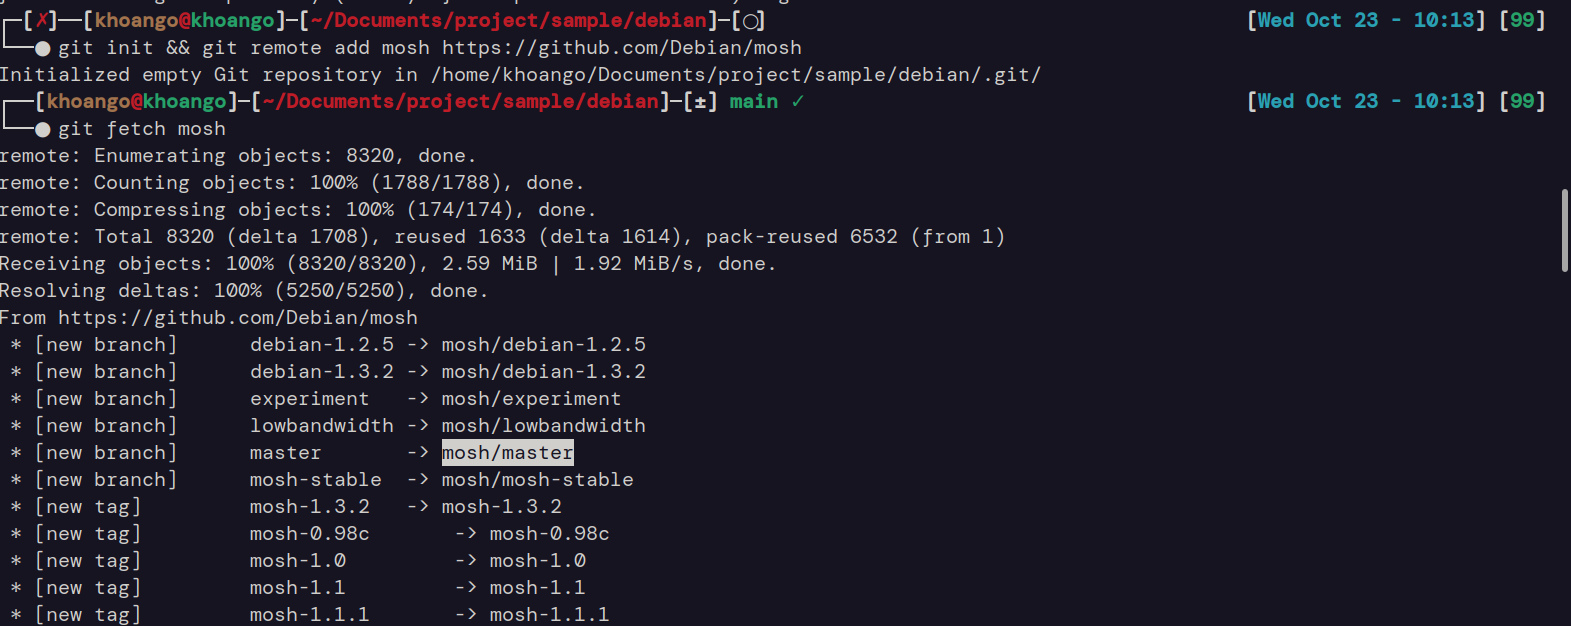 [✗]—[khoango@khoango]—[~/Documents/project/sample/debian]—[○] [Wed Oct 23 - 10:13] [99]
git init && git remote add mosh https://github.com/Debian/mosh
Initialized empty Git repository in /home/khoango/Documents/project/sample/debian/.git/
[khoango@khoango]—[~/Documents/project/sample/debian]—[±] main ✓ [Wed Oct 23 - 10:13] [99]
git fetch mosh
remote: Enumerating objects: 8320, done.
remote: Counting objects: 100% (1788/1788), done.
remote: Compressing objects: 100% (174/174), done.
remote: Total 8320 (delta 1708), reused 1633 (delta 1614), pack-reused 6532 (from 1)
Receiving objects: 100% (8320/8320), 2.59 MiB | 1.92 MiB/s, done.
Resolving deltas: 100% (5250/5250), done.
From https://github.com/Debian/mosh
* [new branch] debian-1.2.5 -> mosh/debian-1.2.5
* [new branch] debian-1.3.2 -> mosh/debian-1.3.2
* [new branch] experiment -> mosh/experiment
* [new branch] lowbandwidth -> mosh/lowbandwidth
* [new branch] master -> mosh/master
* [new branch] mosh-stable -> mosh/mosh-stable
* [new tag] mosh-1.3.2 -> mosh-1.3.2
* [new tag] mosh-0.98c -> mosh-0.98c
* [new tag] mosh-1.0 -> mosh-1.0
* [new tag] mosh-1.1 -> mosh-1.1
* [new tag] mosh-1.1.1 -> mosh-1.1.1